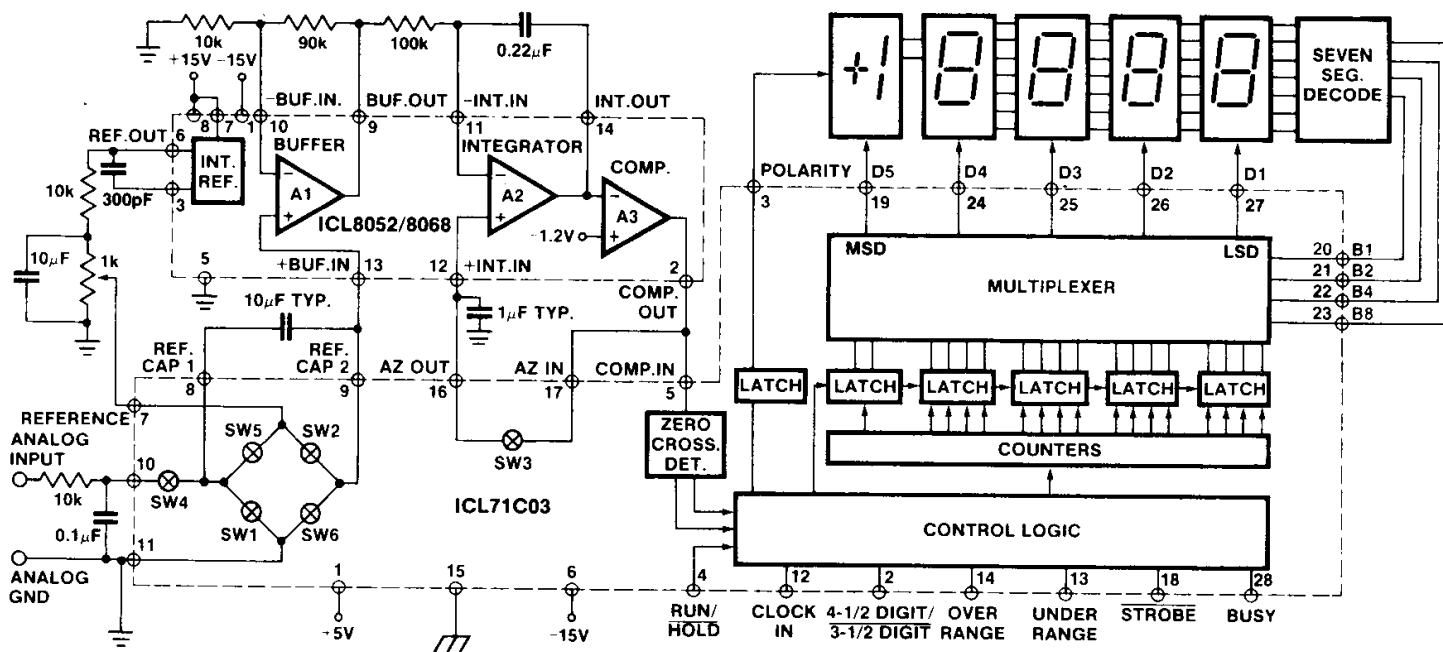 10k
90k
100k
0.22μF
+15V
-15V
-BUF.IN.
BUF.OUT
-INT.IN
INT.OUT
8
7
1
10
9
11
14
REF.OUT
6
BUFFER
INTEGRATOR
COMP.
INT.
REF.
-
+
A1
-
+
A2
-
+
A3
10k
300pF
3
ICL8052/8068
-1.2V
10μF
1k
5
+BUF.IN
13
12
+INT.IN
2
COMP.
OUT
10μF TYP.
1μF TYP.
REF.
CAP 1
REF.
CAP 2
AZ OUT
AZ IN
COMP.IN
8
9
16
17
5
REFERENCE
7
ANALOG
INPUT
SW5
SW2
SW3
ZERO
CROSS.
DET.
10
10k
SW4
SW1
SW6
ICL71C03
0.1μF
11
ANALOG
GND
1
+5V
15
6
-15V
+1
8
8
8
8
SEVEN
SEG.
DECODE
POLARITY
D5
D4
D3
D2
D1
3
19
24
25
26
27
MSD
LSD
MULTIPLEXER
20
B1
21
B2
22
B4
23
B8
LATCH
LATCH
LATCH
LATCH
LATCH
LATCH
COUNTERS
CONTROL LOGIC
4
12
2
14
13
18
28
RUN/
HOLD
CLOCK
IN
4-1/2 DIGIT/
3-1/2 DIGIT
OVER
RANGE
UNDER
RANGE
STROBE
BUSY